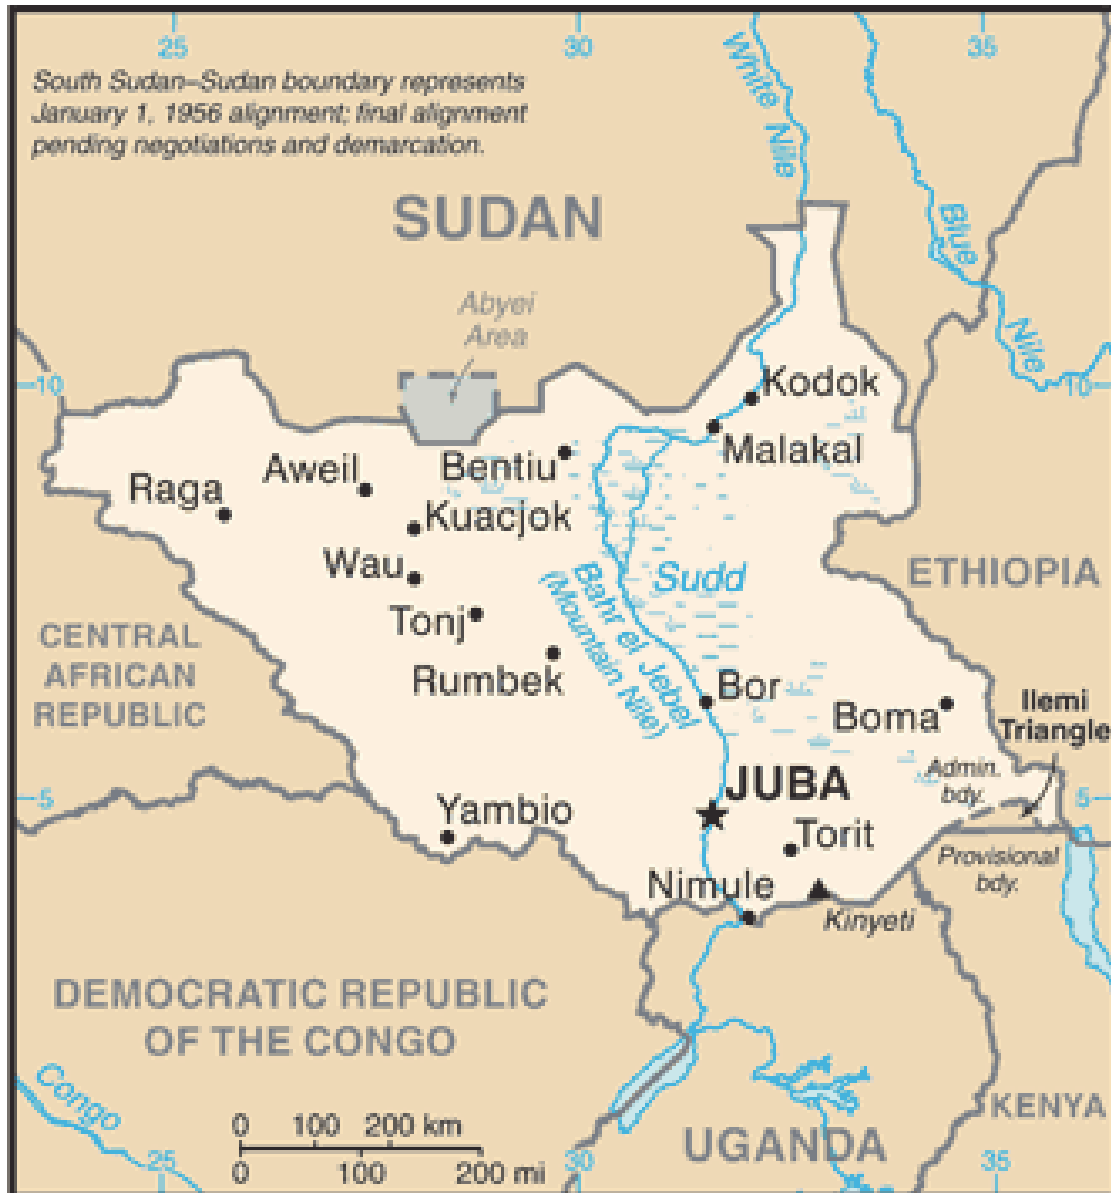 25
30
35
South Sudan–Sudan boundary represents
January 1, 1956 alignment; final alignment
pending negotiations and demarcation.
White Nile
SUDAN
Blue
Nile
Abyei
Area
10
10
Kodok
Malakal
Bentiu
Aweil
Raga
Kuacjok
Wau
Sudd
ETHIOPIA
Tonj
Bahr el Jebel
(Mountain Nile)
CENTRAL
AFRICAN
REPUBLIC
Rumbek
Bor
Boma
Ilemi
Triangle
Admin.
bdy.
JUBA
5
5
Yambio
Torit
Provisional
bdy.
Nimule
Kinyeti
DEMOCRATIC REPUBLIC
OF THE CONGO
Congo
KENYA
UGANDA
0 100 200 km
0 100 200 mi
25
30
35